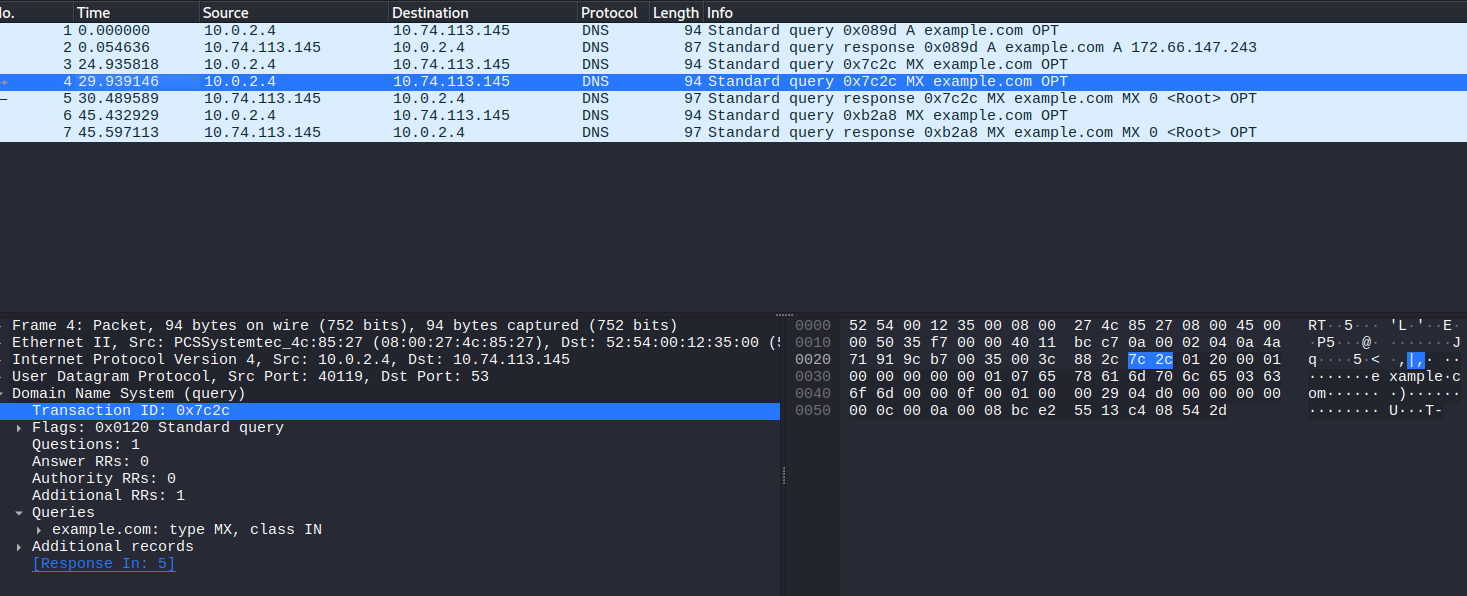 Io. Time Source Destination Protocol Length Info
1 0.000000 10.0.2.4 10.74.113.145 DNS 94 Standard query 0x089d A example.com OPT
2 0.054636 10.74.113.145 10.0.2.4 DNS 87 Standard query response 0x089d A example.com A 172.66.147.243
3 24.935818 10.0.2.4 10.74.113.145 DNS 94 Standard query 0x7c2c MX example.com OPT
4 29.939146 10.0.2.4 10.74.113.145 DNS 94 Standard query 0x7c2c MX example.com OPT
5 30.489589 10.74.113.145 10.0.2.4 DNS 97 Standard query response 0x7c2c MX example.com MX 0 <Root> OPT
6 45.432929 10.0.2.4 10.74.113.145 DNS 94 Standard query 0xb2a8 MX example.com OPT
7 45.597113 10.74.113.145 10.0.2.4 DNS 97 Standard query response 0xb2a8 MX example.com MX 0 <Root> OPT
Frame 4: Packet, 94 bytes on wire (752 bits), 94 bytes captured (752 bits)
Ethernet II, Src: PCSSystemtec_4c:85:27 (08:00:27:4c:85:27), Dst: 52:54:00:12:35:00 (5
Internet Protocol Version 4, Src: 10.0.2.4, Dst: 10.74.113.145
User Datagram Protocol, Src Port: 40119, Dst Port: 53
Domain Name System (query)
Transaction ID: 0x7c2c
Flags: 0x0120 Standard query
Questions: 1
Answer RRs: 0
Authority RRs: 0
Additional RRs: 1
Queries
example.com: type MX, class IN
Additional records
[Response In: 5]
0000 52 54 00 12 35 00 08 00 27 4c 85 27 08 00 45 00 RT··5···'L·'··E·
0010 00 50 35 f7 00 00 40 11 bc c7 0a 00 02 04 0a 4a ·P5···@········J
0020 71 91 9c b7 00 35 00 3c 88 2c 7c 2c 01 20 00 01 q····5·<·,|,· ··
0030 00 00 00 00 00 01 07 65 78 61 6d 70 6c 65 03 63 ·······example·c
0040 6f 6d 00 00 0f 00 01 00 00 29 04 d0 00 00 00 00 om·······)······
0050 00 0c 00 0a 00 08 bc e2 55 13 c4 08 54 2d ········U···T-